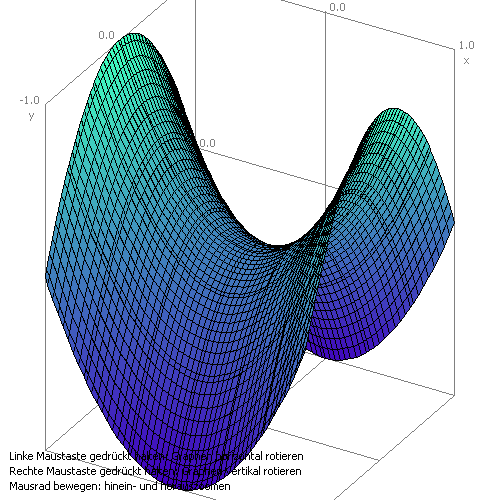 0.0
0.0
1.0
x
-1.0
y
0.0
Linke Maustaste gedrückt rotieren
Rechte Maustaste gedrückt rotieren
Mausrad bewegen: hinein- und